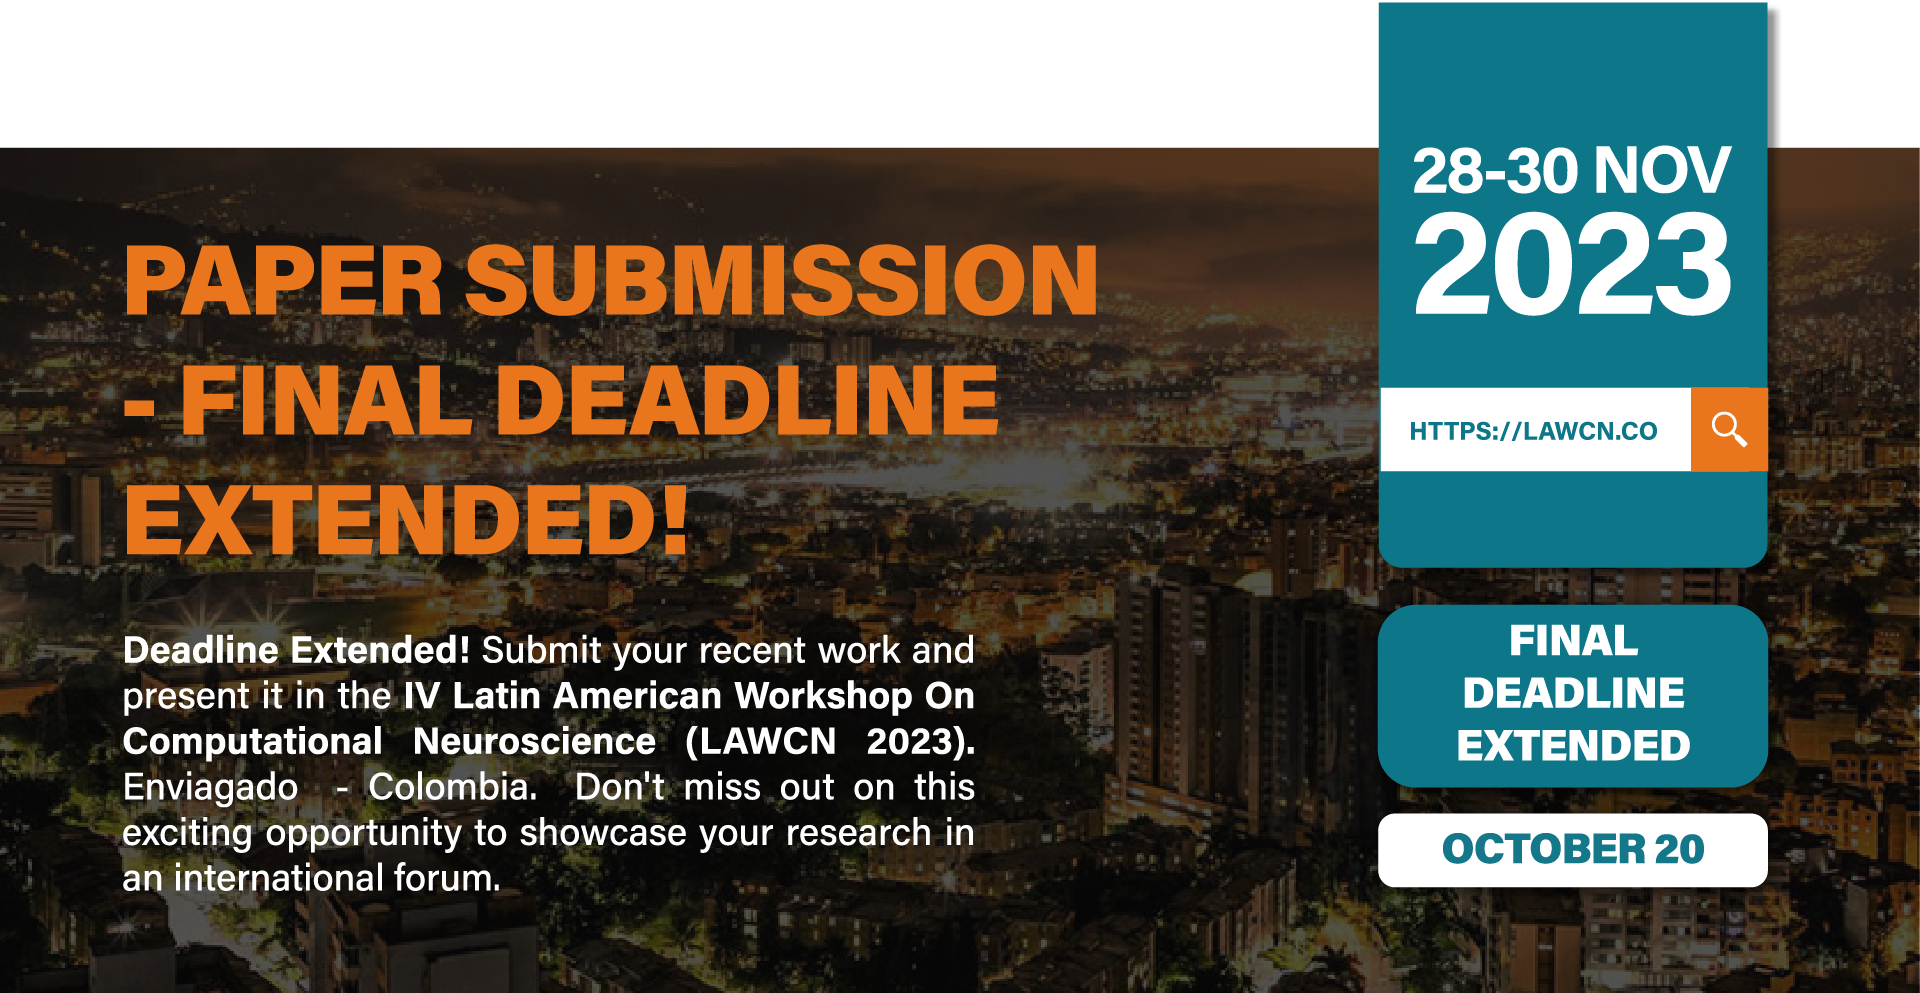 PAPER SUBMISSION
- FINAL DEADLINE
EXTENDED!
Deadline Extended! Submit your recent work and
present it in the IV Latin American Workshop On
Computational Neuroscience (LAWCN 2023).
Enviagado - Colombia. Don't miss out on this
exciting opportunity to showcase your research in
an international forum.
28-30 NOV
2023
HTTPS://LAWCN.CO
FINAL
DEADLINE
EXTENDED
OCTOBER 20